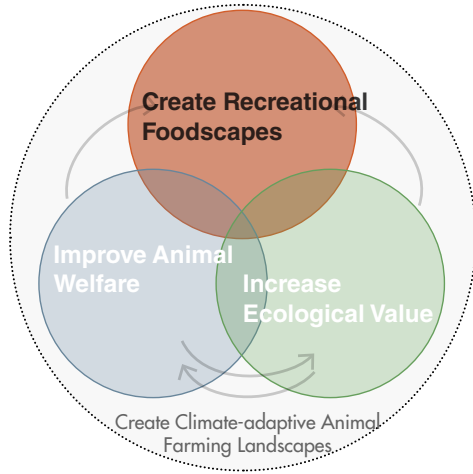 Create Recreational
Foodscapes
Improve Animal
Welfare
Increase
Ecological Value
Create Climate-adaptive Animal
Farming Landscapes